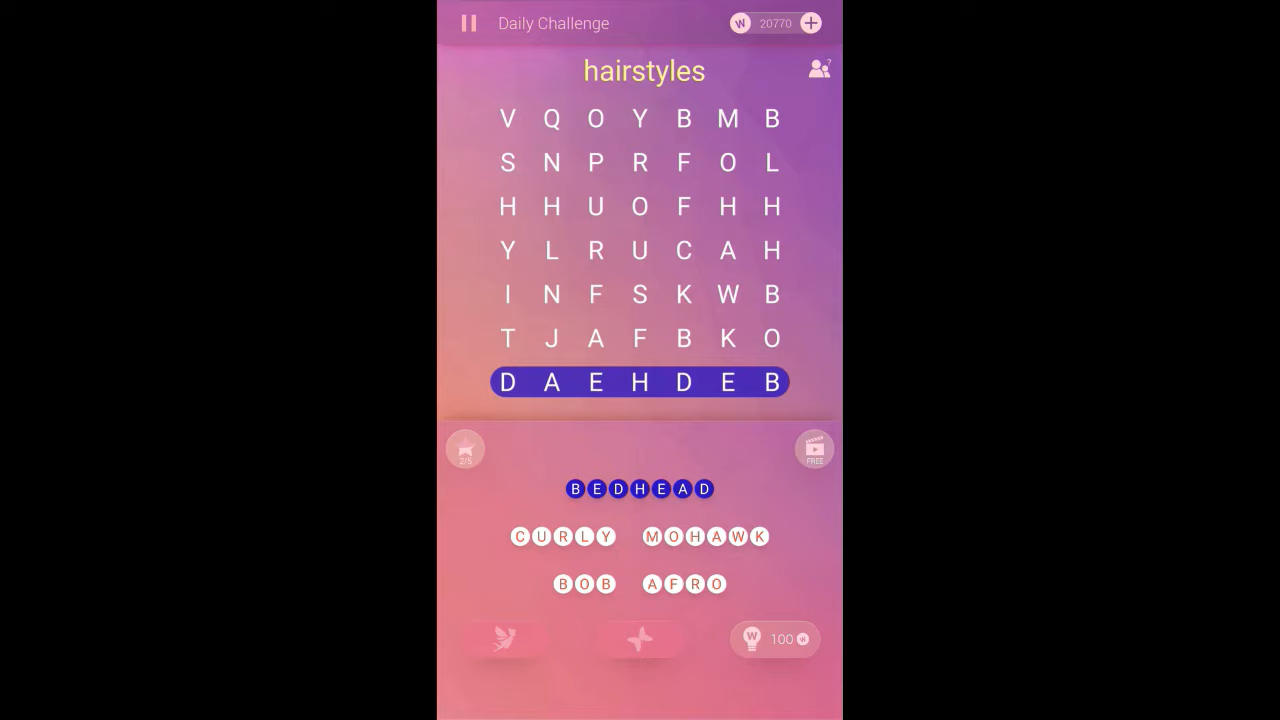 Daily Challenge
W 20770 +
hairstyles
?
V Q O Y B M B
S N P R F O L
H H U O F H H
Y L R U C A H
I N F S K W B
T J A F B K O
D A E H D E B
2/5
FREE
BEDHEAD
CURLY MOHAWK
BOB AFRO
W 100 W